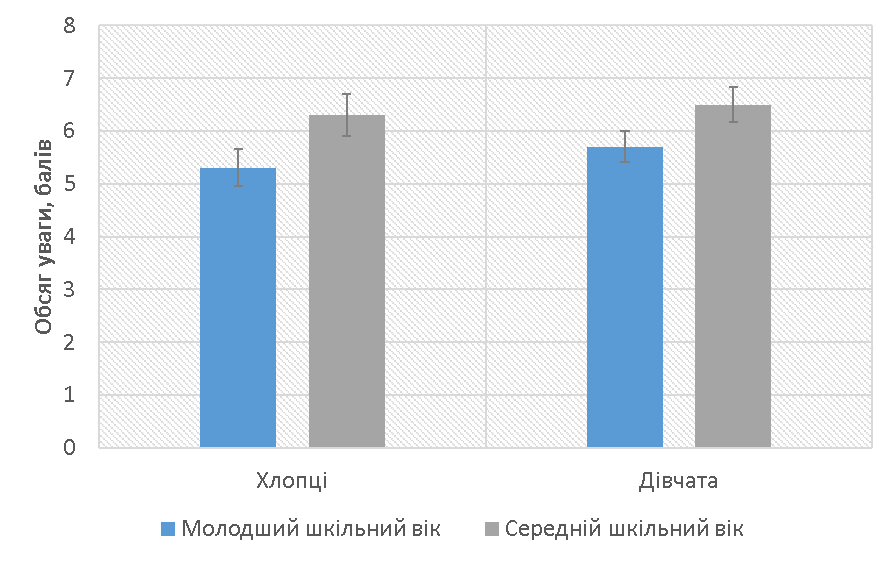 8
7
6
5
4
3
2
1
0
Обсяг уваги, балів
Хлопці
Дівчата
Молодший шкільний вік
Середній шкільний вік